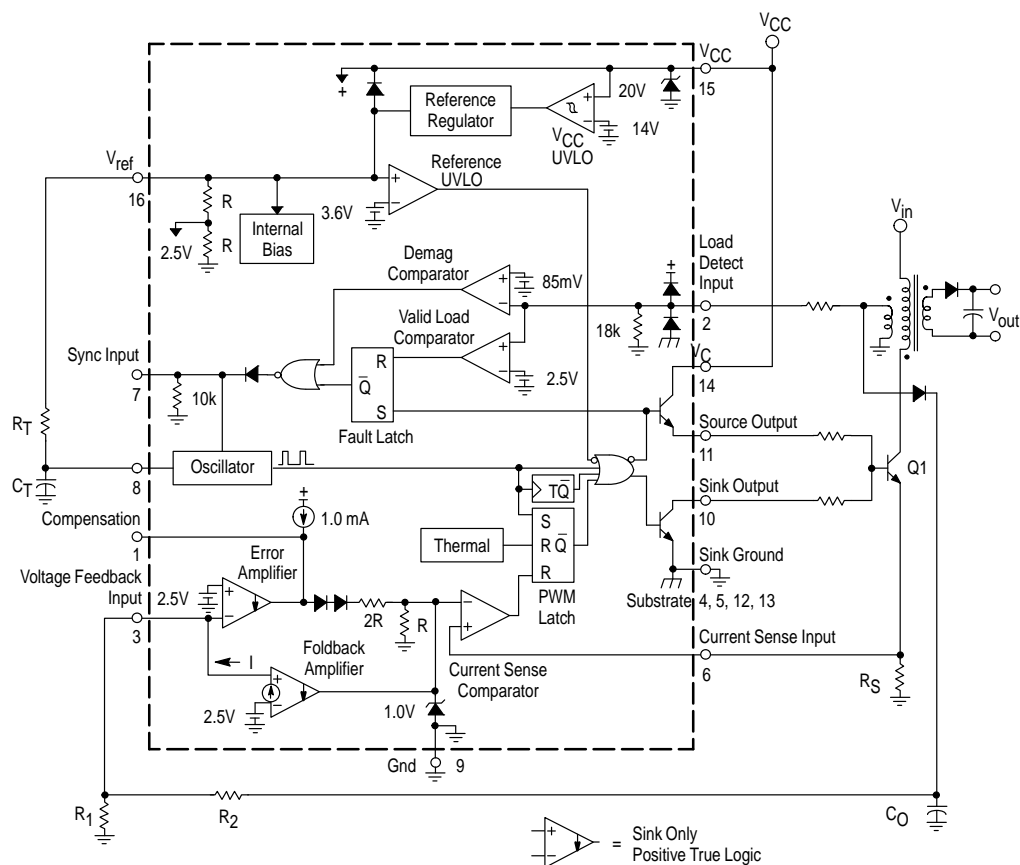 VCC
VCC
15
20V
Reference
Regulator
14V
VCC
UVLO
Vref
16
Reference
UVLO
R
3.6V
Internal
Bias
2.5V
R
Vin
Load
Detect
Input
2
Demag
Comparator
85mV
Valid Load
Comparator
18k
Vout
VC
14
Sync Input
7
10k
R
Q
S
2.5V
Fault Latch
RT
Source Output
11
Oscillator
8
CT
Q1
TQ
Sink Output
10
Compensation
1
1.0 mA
S
R Q
R
Thermal
PWM
Latch
Sink Ground
Substrate 4, 5, 12, 13
Voltage Feedback
Input
3
Error
Amplifier
2.5V
2R
R
Current Sense Input
6
Foldback
Amplifier
I
Current Sense
Comparator
RS
2.5V
1.0V
Gnd 9
R1
R2
CO
= Sink Only
Positive True Logic